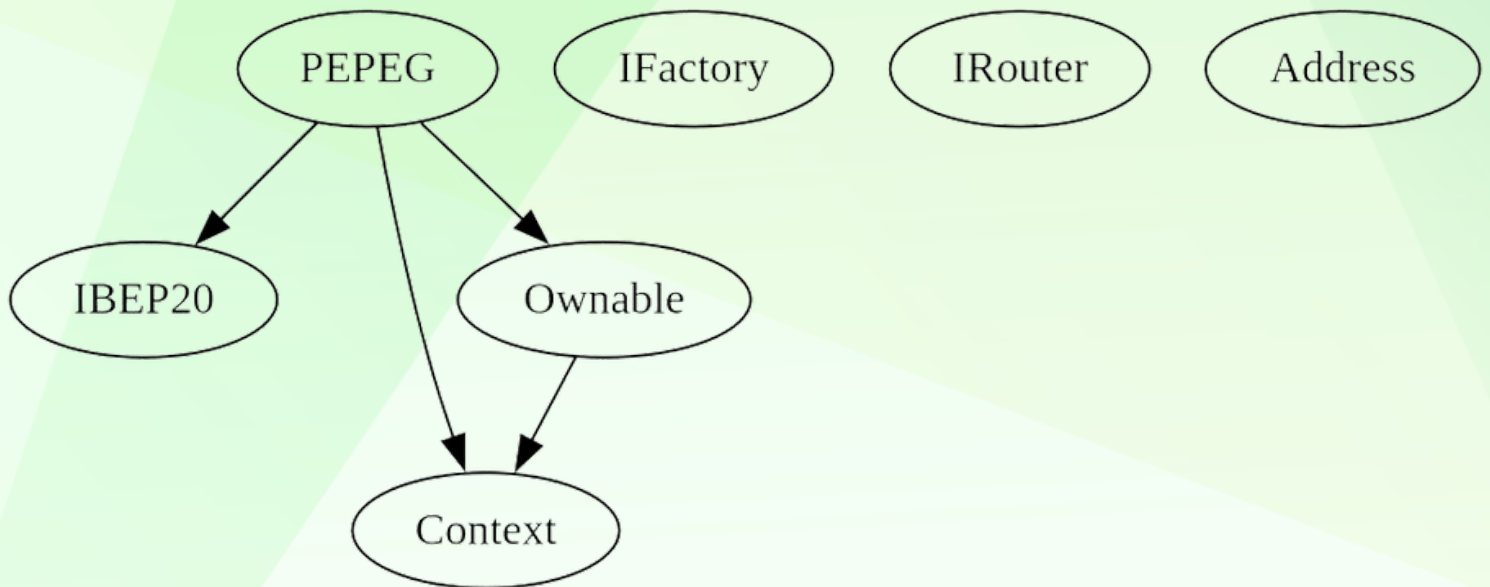 PEPEG
IFactory
IRouter
Address
IBEP20
Ownable
Context